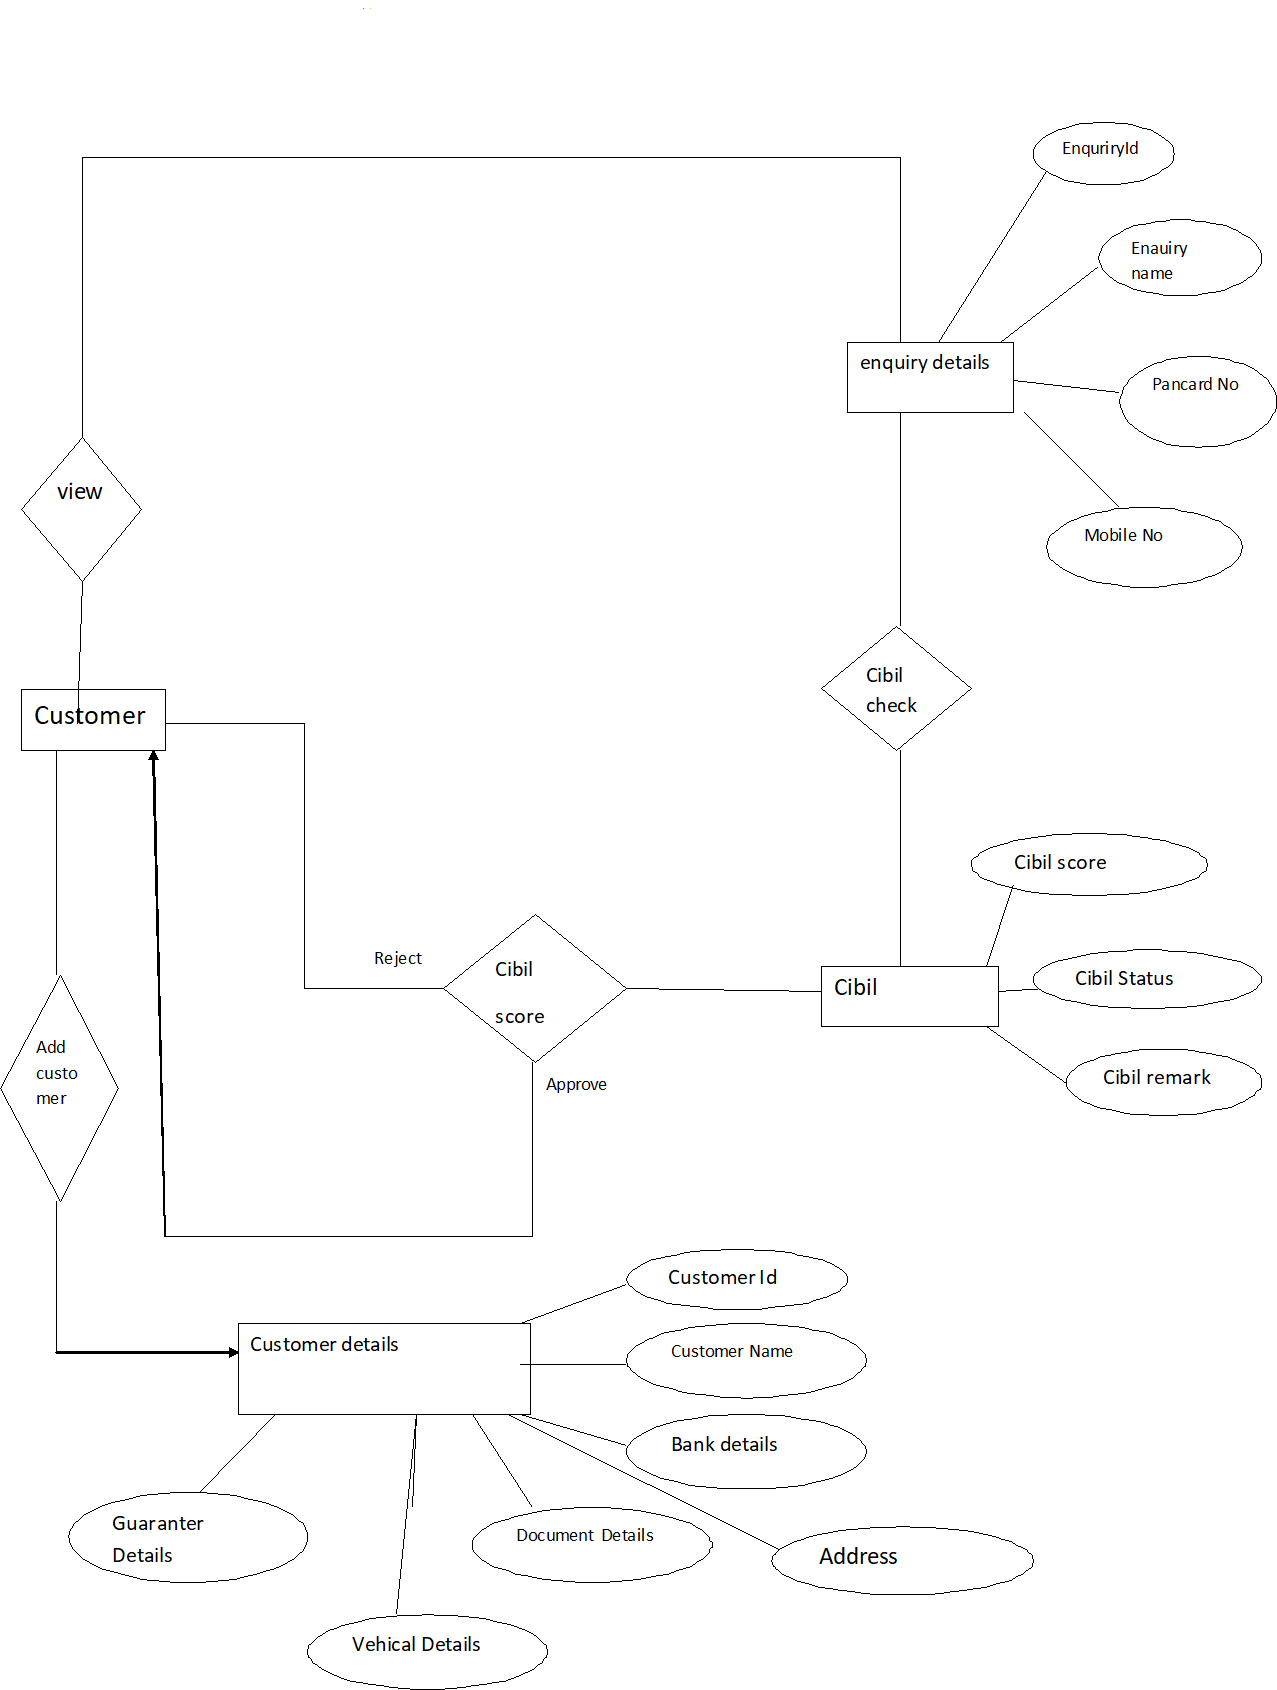 EnquriryId
Enauiry
name
enquiry details
Pancard No
view
Mobile No
Cibil
check
Customer
Cibil score
Reject
Cibil
score
Cibil
Cibil Status
Add
custo
mer
Approve
Cibil remark
Customer Id
Customer details
Customer Name
Bank details
Guaranter
Details
Document Details
Address
Vehical Details